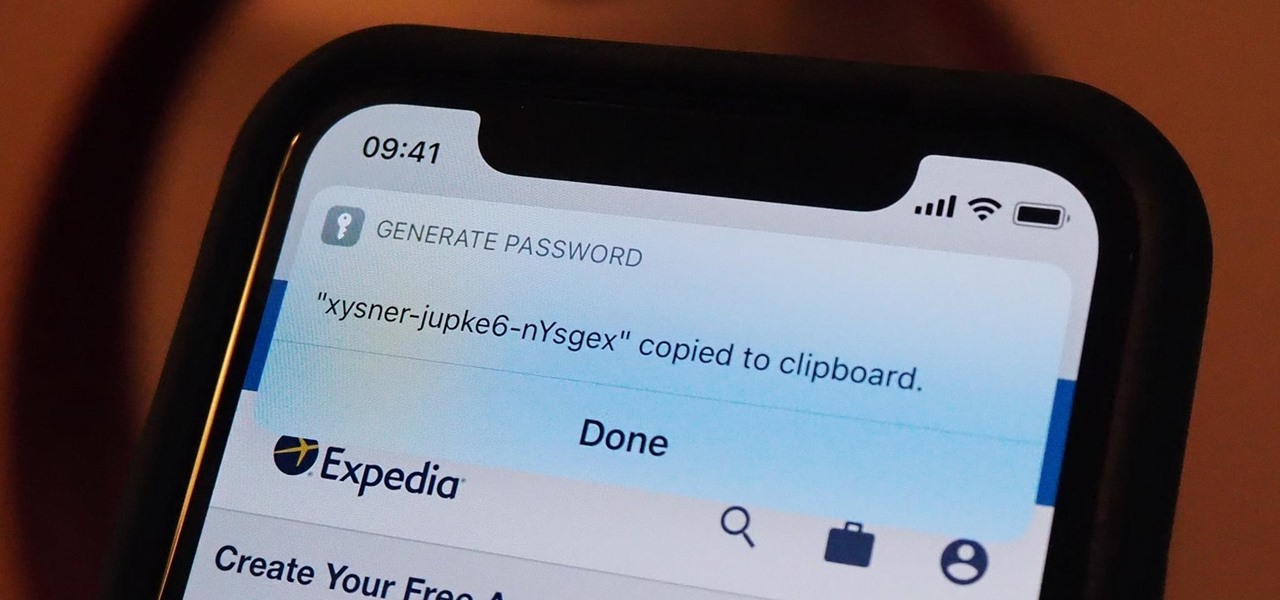 09:41
GENERATE PASSWORD
"xysner-jupke6-nYsgex" copied to clipboard.
Done
Expedia
Create Your Free